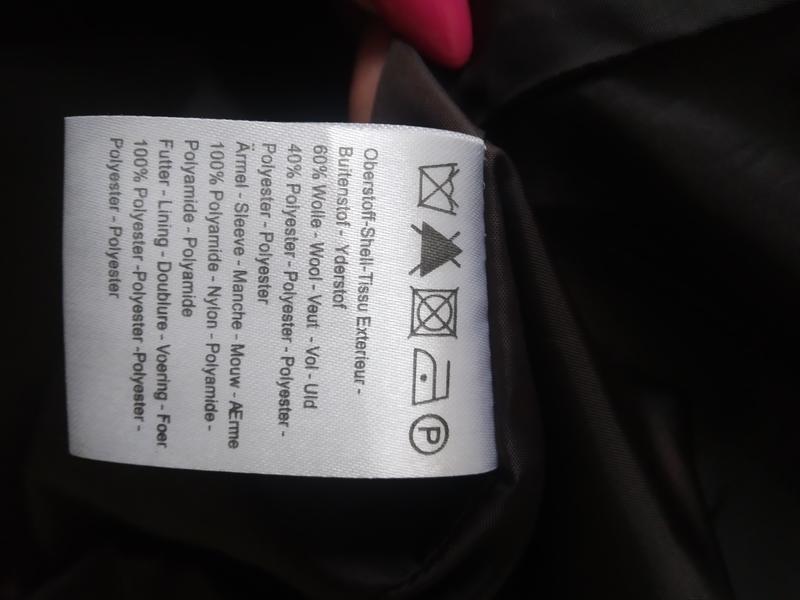 P
Oberstoff-Shell-Tissu Exterieur -
Buitenstof - Yderstof
60% Wolle - Wool - Veut - Vol - Uld
40% Polyester - Polyester - Polyester -
Polyester - Polyester
Ärmel - Sleeve - Manche - Mouw - AErme
100% Polyamide - Nylon - Polyamide -
Polyamide - Polyamide
Futter - Lining - Doublure - Voering - Foer
100% Polyester -Polyester -Polyester -
Polyester - Polyester